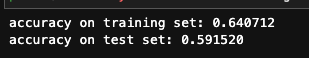 accuracy on training set: 0.640712
accuracy on test set: 0.591520